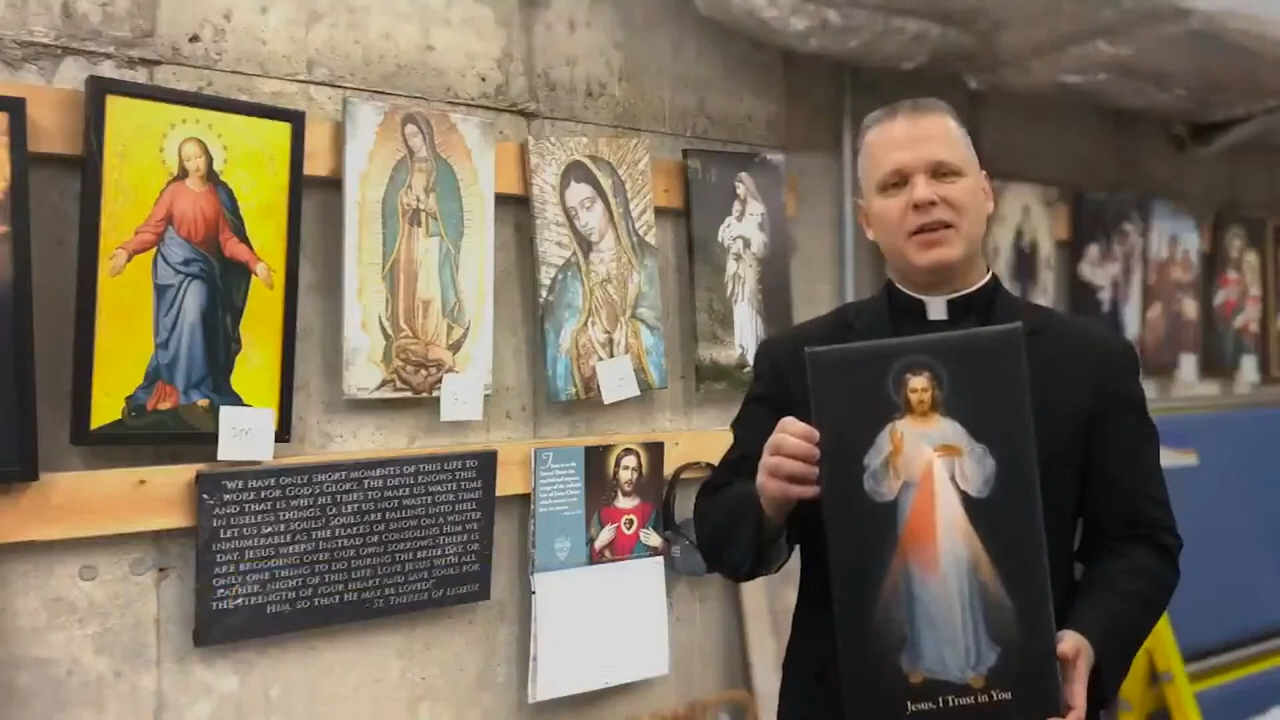 "WE HAVE ONLY SHORT MOMENTS OF THIS LIFE TO
WORK FOR GOD'S GLORY. THE DEVIL KNOWS THIS
AND THAT IS WHY HE TRIES TO MAKE US WASTE TIME
IN USELESS THINGS. O, LET US NOT WASTE OUR TIME!
LET US SAVE SOULS! SOULS ARE FALLING INTO HELL
INNUMERABLE AS THE FLAKES OF SNOW ON A WINTER
DAY. JESUS WEEPS! INSTEAD OF CONSOLING HIM WE
ARE BROODING OVER OUR OWN SORROWS. THERE IS
ONLY ONE THING TO DO DURING THE BRIEF DAY, OR
RATHER, NIGHT OF THIS LIFE: LOVE JESUS WITH ALL
THE STRENGTH OF YOUR HEART AND SAVE SOULS FOR
HIM, SO THAT HE MAY BE LOVED!"
- ST. THERESE OF LISIEUX
Jesus, I Trust in You